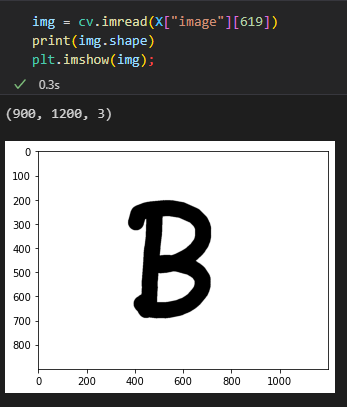 img = cv.imread(X["image"][619])
print(img.shape)
plt.imshow(img);
0.3s
(900, 1200, 3)
0
100
200
300
400
500
600
700
800
B
0 200 400 600 800 1000